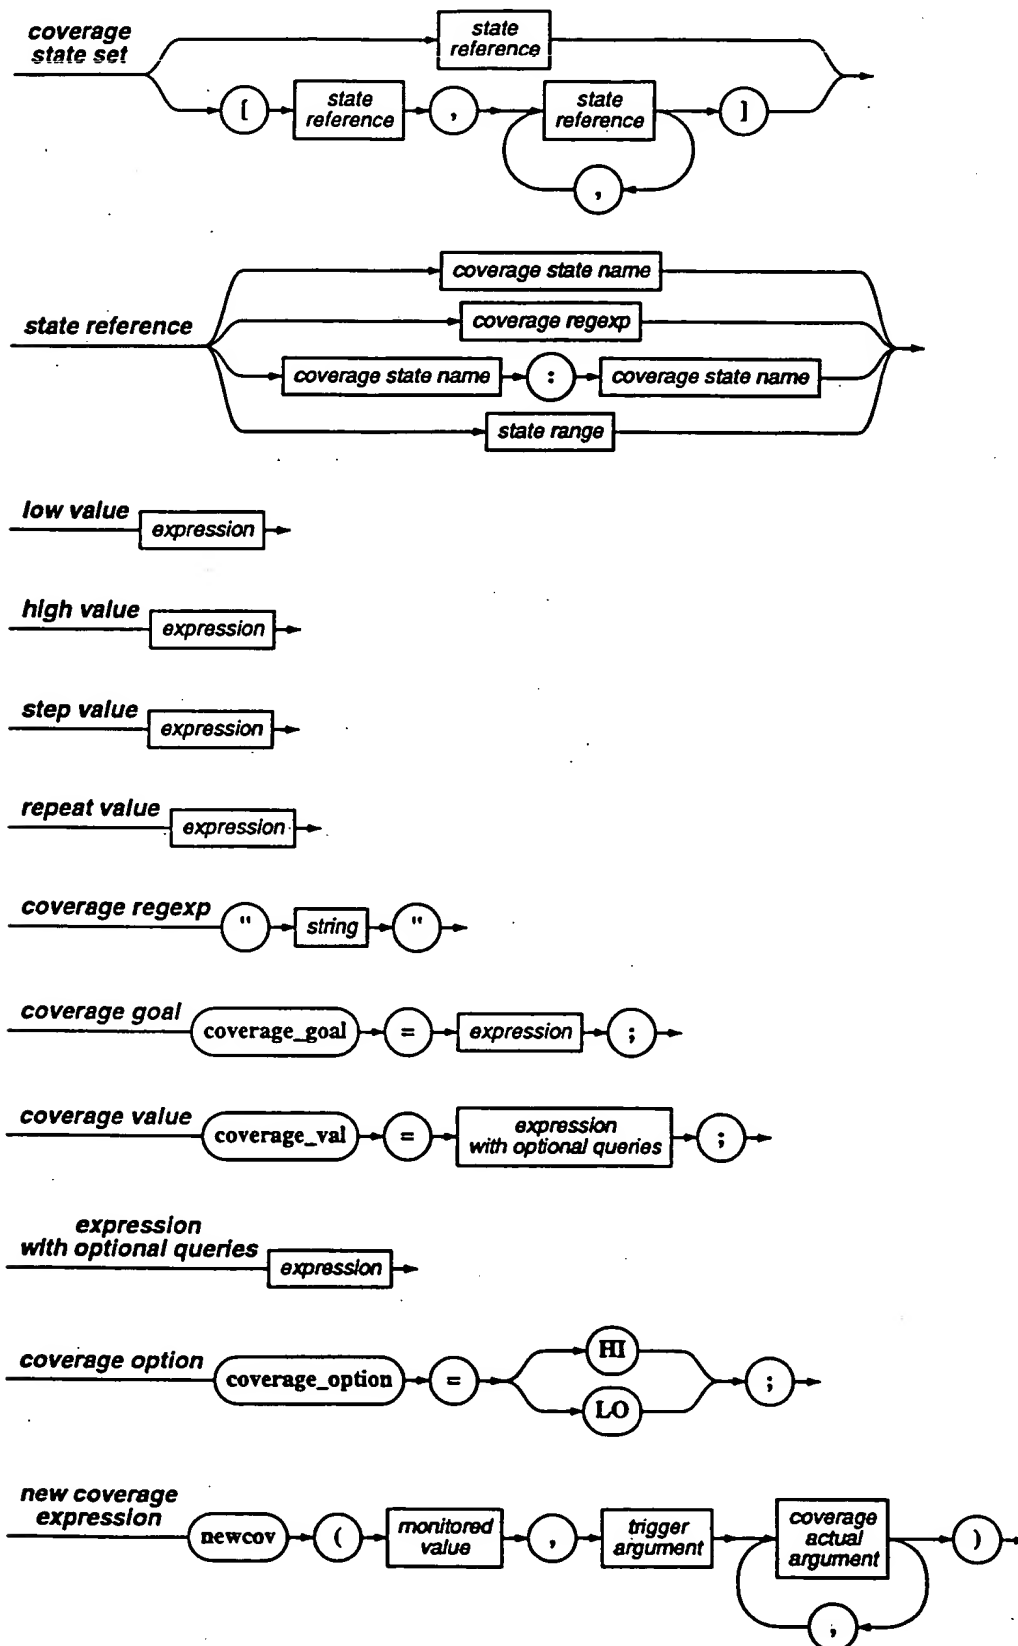 coverage
state set
state
reference
[
state
reference
,
state
reference
]
,
coverage state name
state reference
coverage regexp
coverage state name
:
coverage state name
state range
low value
expression
high value
expression
step value
expression
repeat value
expression
coverage regexp
"
string
"
coverage goal
coverage_goal
=
expression
;
coverage value
coverage_val
=
expression
with optional queries
;
expression
with optional queries
expression
coverage option
coverage_option
=
HI
LO
;
new coverage
expression
newcov
(
monitored
value
,
trigger
argument
coverage
actual
argument
)
,